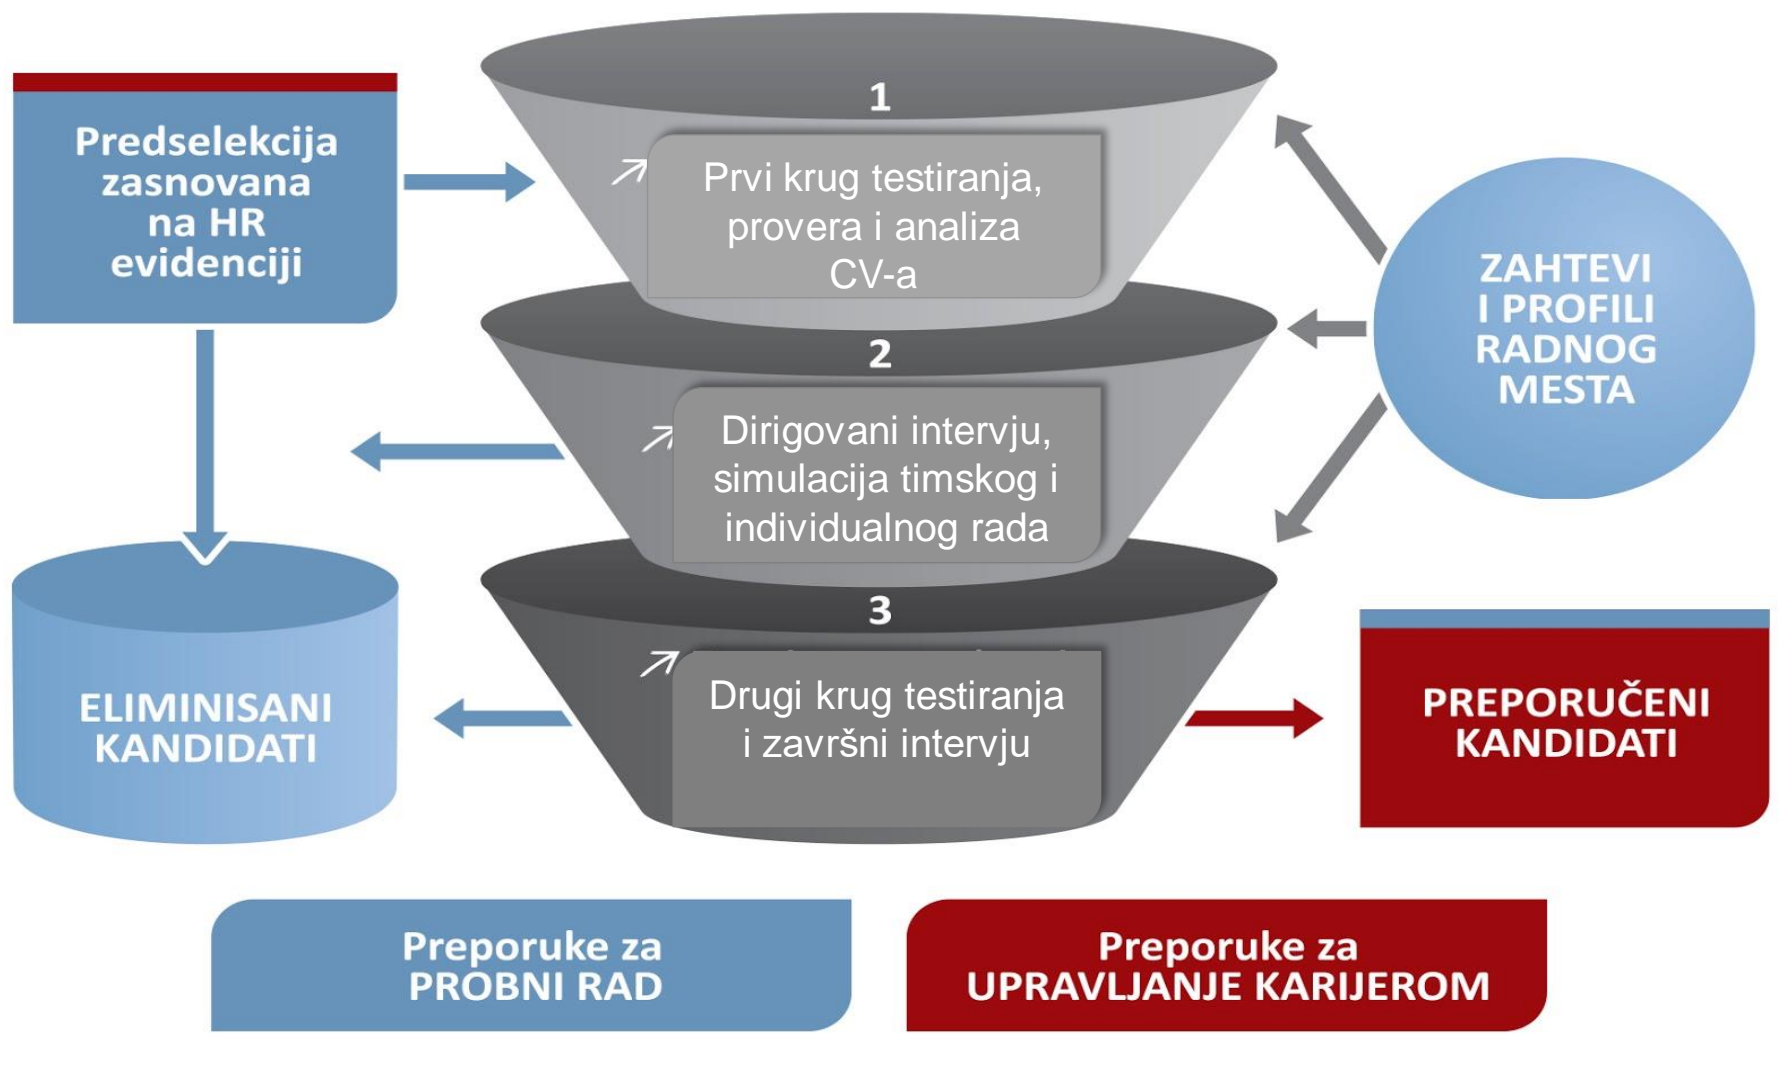 Predselekcija
zasnovana
na HR
evidenciji
1
Prvi krug testiranja,
provera i analiza
CV-a
2
Dirigovani intervju,
simulacija timskog i
individualnog rada
3
Drugi krug testiranja
i završni intervju
ZAHTEVI
I PROFILI
RADNOG
MESTA
ELIMINISANI
KANDIDATI
PREPORUČENI
KANDIDATI
Preporuke za
PROBNI RAD
Preporuke za
UPRAVLJANJE KARIJEROM